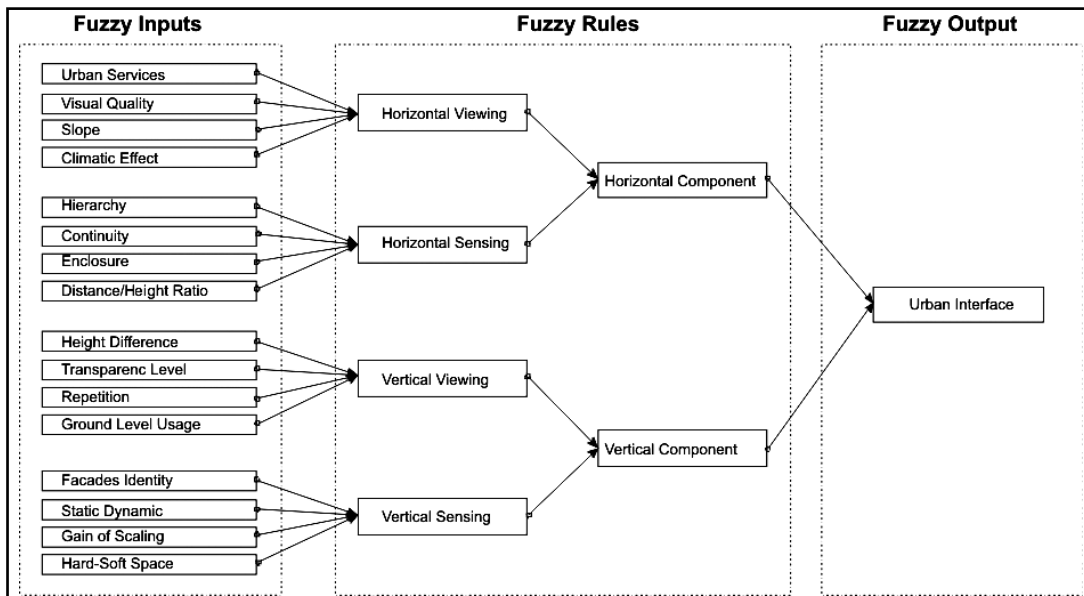 Fuzzy Inputs
Fuzzy Rules
Fuzzy Output
Urban Services
Visual Quality
Slope
Climatic Effect
Hierarchy
Continuity
Enclosure
Distance/Height Ratio
Height Difference
Transparenc Level
Repetition
Ground Level Usage
Facades Identity
Static Dynamic
Gain of Scaling
Hard-Soft Space
Horizontal Viewing
Horizontal Sensing
Vertical Viewing
Vertical Sensing
Horizontal Component
Vertical Component
Urban Interface